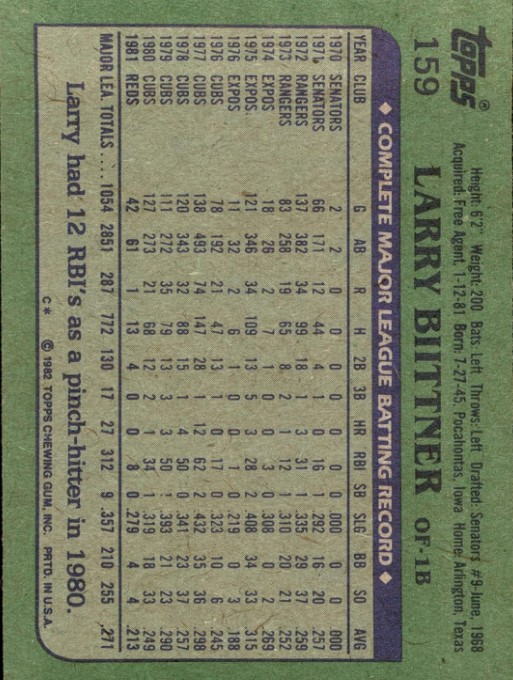 TOPPS®
159
Height: 6'2" Weight: 200 Bats: Left Throws: Left Drafted: Senators #9-June, 1968
Acquired: Free Agent, 1-12-81 Born: 7-27-45, Pocahontas, Iowa Home: Arlington, Texas
LARRY BIITTNER OF-1B
◆ COMPLETE MAJOR LEAGUE BATTING RECORD ◆
YEAR CLUB G AB R H 2B 3B HR RBI SB SLG BB SO AVG
1970 SENATORS 2 2 0 0 0 0 0 0 0 .000 0 0 .000
1971 SENATORS 66 171 12 44 4 1 0 16 1 .292 16 20 .257
1972 RANGERS 137 382 34 99 18 1 3 31 1 .335 29 37 .259
1973 RANGERS 83 258 19 65 8 2 1 12 1 .310 20 21 .252
1974 EXPOS 18 26 2 7 1 0 0 3 0 .308 0 2 .269
1975 EXPOS 121 346 34 109 13 5 3 28 2 .408 34 33 .315
1976 EXPOS 11 32 2 6 1 0 0 1 0 .219 0 3 .188
1976 CUBS 78 192 21 47 13 1 0 17 0 .323 10 6 .245
1977 CUBS 138 493 74 147 28 1 12 62 2 .432 35 36 .298
1978 CUBS 120 343 32 88 15 1 4 50 0 .341 23 37 .257
1979 CUBS 111 272 35 79 13 3 3 50 1 .393 21 23 .290
1980 CUBS 127 273 21 68 12 2 1 34 1 .319 18 33 .249
1981 REDS 42 61 1 13 4 0 0 8 0 .279 4 4 .213
MAJOR LEA. TOTALS .... 1054 2851 287 772 130 17 27 312 9 .357 210 255 .271
Larry had 12 RBI's as a pinch-hitter in 1980.
C* © 1982 TOPPS CHEWING GUM, INC. PRTD. IN U.S.A.